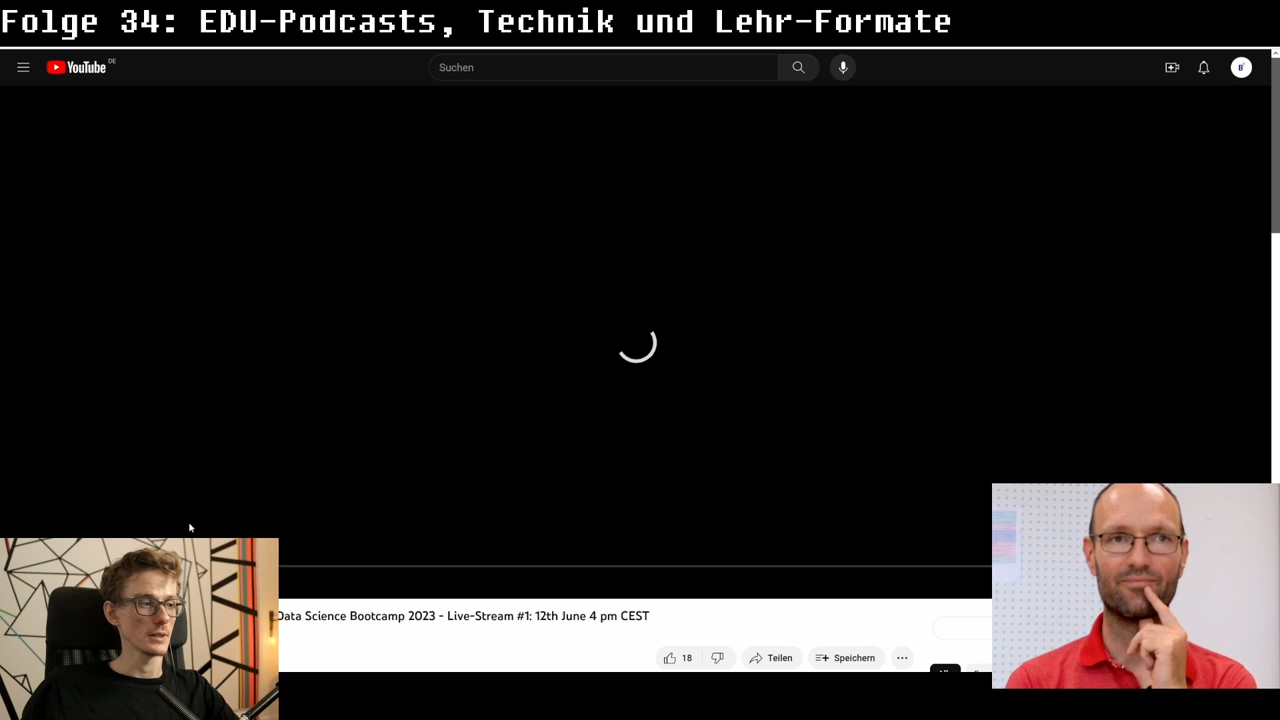 Folge 34: EDU-Podcasts, Technik und Lehr-Formate
YouTube DE
Suchen
B
Data Science Bootcamp 2023 - Live-Stream #1: 12th June 4 pm CEST
18
Teilen
Speichern